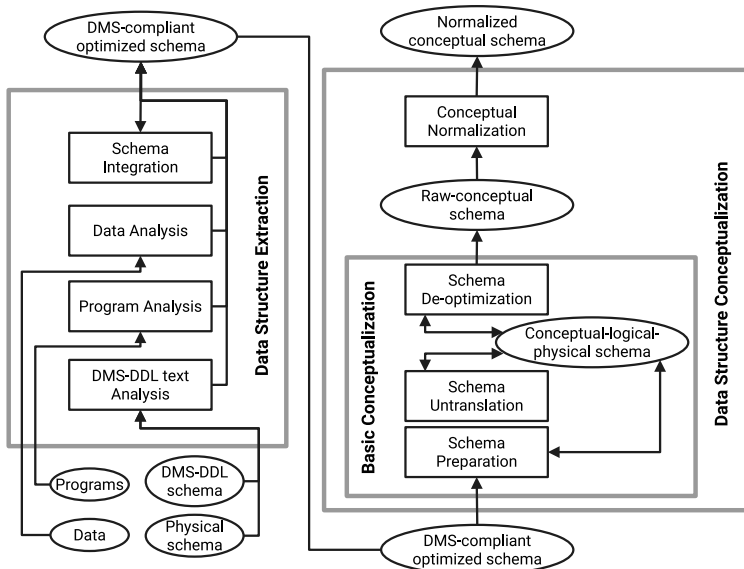 DMS-compliant
optimized schema
Schema
Integration
Data Analysis
Program Analysis
DMS-DDL text
Analysis
Data Structure Extraction
Programs
Data
DMS-DDL
schema
Physical
schema
Normalized
conceptual schema
Conceptual
Normalization
Raw-conceptual
schema
Schema
De-optimization
Conceptual-logical-
physical schema
Schema
Untranslation
Schema
Preparation
Basic Conceptualization
Data Structure Conceptualization
DMS-compliant
optimized schema